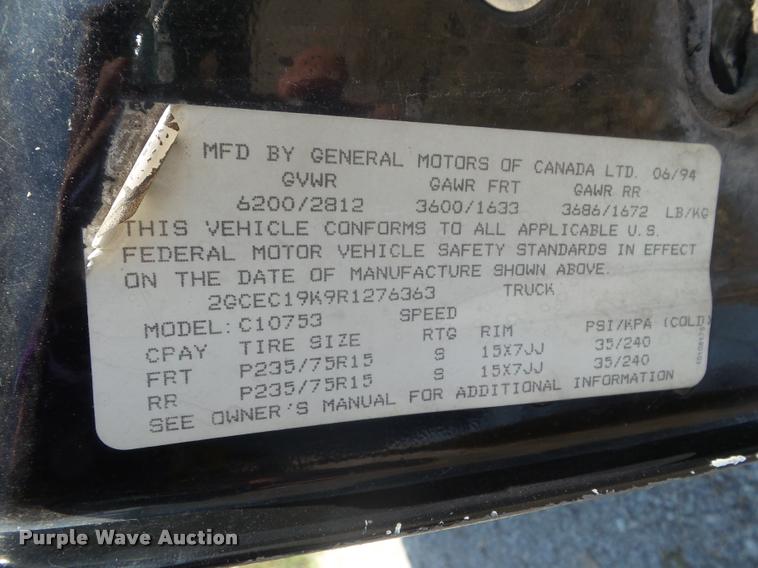 MFD BY GENERAL MOTORS OF CANADA LTD. 06/94
GVWR GAWR FRT GAWR RR
6200/2812 3600/1633 3686/1672 LB/KG
THIS VEHICLE CONFORMS TO ALL APPLICABLE U.S.
FEDERAL MOTOR VEHICLE SAFETY STANDARDS IN EFFECT
ON THE DATE OF MANUFACTURE SHOWN ABOVE.
2GCEC19K9R1276363 TRUCK
MODEL: C10753 SPEED
CPAY TIRE SIZE RTG RIM PSI/KPA (COLD)
FRT P235/75R15 S 15X7JJ 35/240
RR P235/75R15 S 15X7JJ 35/240
SEE OWNER'S MANUAL FOR ADDITIONAL INFORMATION
Purple Wave Auction